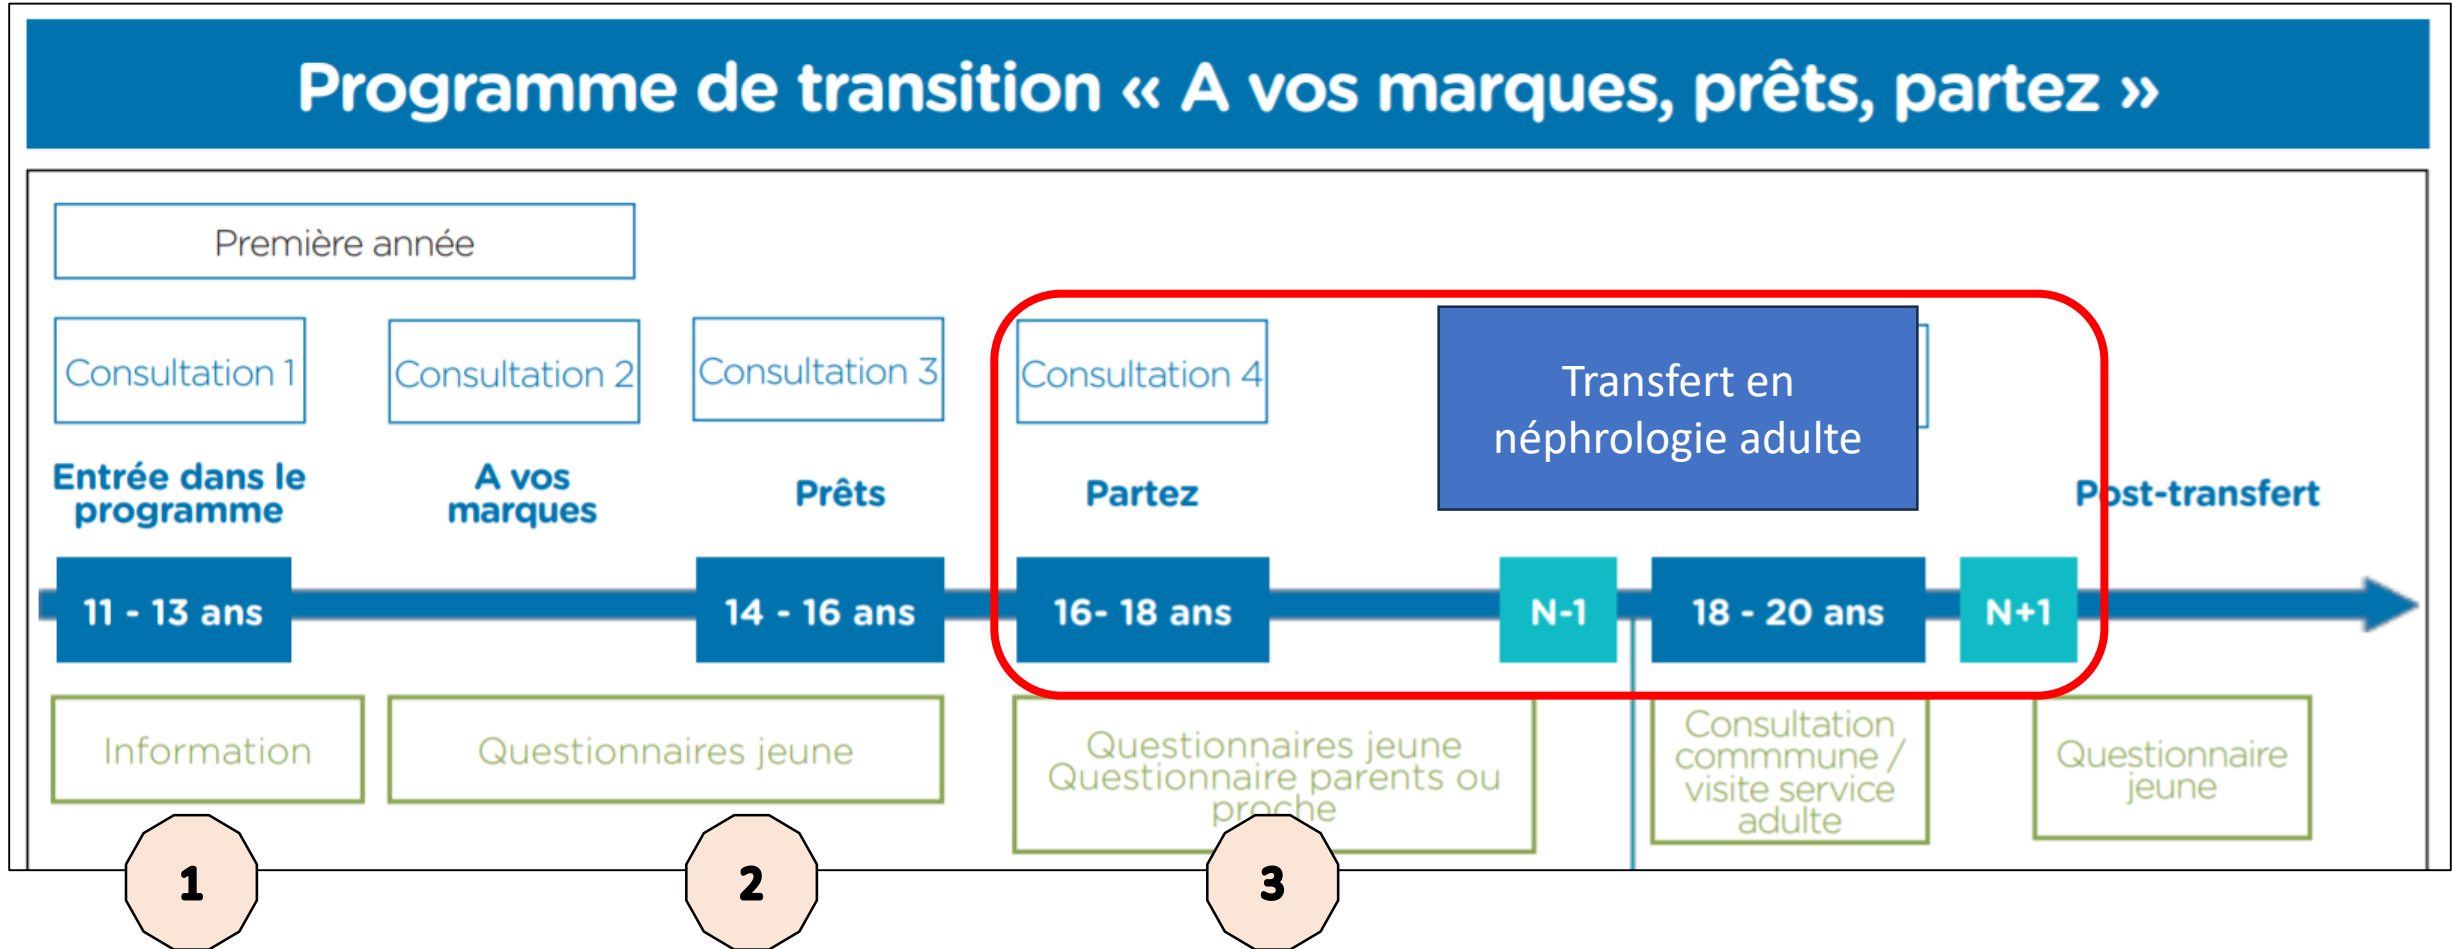 Programme de transition « A vos marques, prêts, partez »
Première année
Consultation 1
Consultation 2
Consultation 3
Consultation 4
Transfert en
néphrologie adulte
Entrée dans le
programme
A vos
marques
Prêts
Partez
Post-transfert
11 - 13 ans
14 - 16 ans
16- 18 ans
N-1
18 - 20 ans
N+1
Information
Questionnaires jeune
Questionnaires jeune
Questionnaire parents ou
proche
Consultation
commmune /
visite service
adulte
Questionnaire
jeune
1
2
3